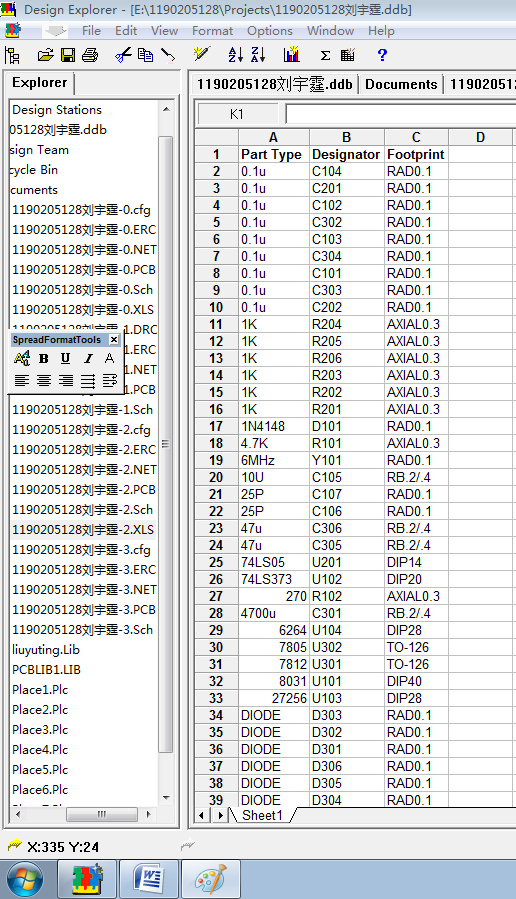 Design Explorer - [E:\1190205128\Projects\1190205128刘宇霆.ddb]
File Edit View Format Options Window Help
Explorer
1190205128刘宇霆.ddb Documents 1190205
K1
Design Stations
05128刘宇霆.ddb
sign Team
cycle Bin
cuments
1190205128刘宇霆-0.cfg
1190205128刘宇霆-0.ERC
1190205128刘宇霆-0.NET
1190205128刘宇霆-0.PCB
1190205128刘宇霆-0.Sch
1190205128刘宇霆-0.XLS
1.DRC
SpreadFormatTools
1.ERC
B U I A
1.NET
1.PCB
1190205128刘宇霆-1.Sch
1190205128刘宇霆-2.cfg
1190205128刘宇霆-2.ERC
1190205128刘宇霆-2.NET
1190205128刘宇霆-2.PCB
1190205128刘宇霆-2.Sch
1190205128刘宇霆-2.XLS
1190205128刘宇霆-3.cfg
1190205128刘宇霆-3.ERC
1190205128刘宇霆-3.NET
1190205128刘宇霆-3.PCB
1190205128刘宇霆-3.Sch
liuyuting.Lib
PCBLIB1.LIB
Place1.Plc
Place2.Plc
Place3.Plc
Place4.Plc
Place5.Plc
Place6.Plc
A B C D
1 Part Type Designator Footprint
2 0.1u C104 RAD0.1
3 0.1u C201 RAD0.1
4 0.1u C102 RAD0.1
5 0.1u C302 RAD0.1
6 0.1u C103 RAD0.1
7 0.1u C304 RAD0.1
8 0.1u C101 RAD0.1
9 0.1u C303 RAD0.1
10 0.1u C202 RAD0.1
11 1K R204 AXIAL0.3
12 1K R205 AXIAL0.3
13 1K R206 AXIAL0.3
14 1K R203 AXIAL0.3
15 1K R202 AXIAL0.3
16 1K R201 AXIAL0.3
17 1N4148 D101 RAD0.1
18 4.7K R101 AXIAL0.3
19 6MHz Y101 RAD0.1
20 10U C105 RB.2/.4
21 25P C107 RAD0.1
22 25P C106 RAD0.1
23 47u C306 RB.2/.4
24 47u C305 RB.2/.4
25 74LS05 U201 DIP14
26 74LS373 U102 DIP20
27 270 R102 AXIAL0.3
28 4700u C301 RB.2/.4
29 6264 U104 DIP28
30 7805 U302 TO-126
31 7812 U301 TO-126
32 8031 U101 DIP40
33 27256 U103 DIP28
34 DIODE D303 RAD0.1
35 DIODE D302 RAD0.1
36 DIODE D301 RAD0.1
37 DIODE D306 RAD0.1
38 DIODE D305 RAD0.1
39 DIODE D304 RAD0.1
Sheet1
X:335 Y:24